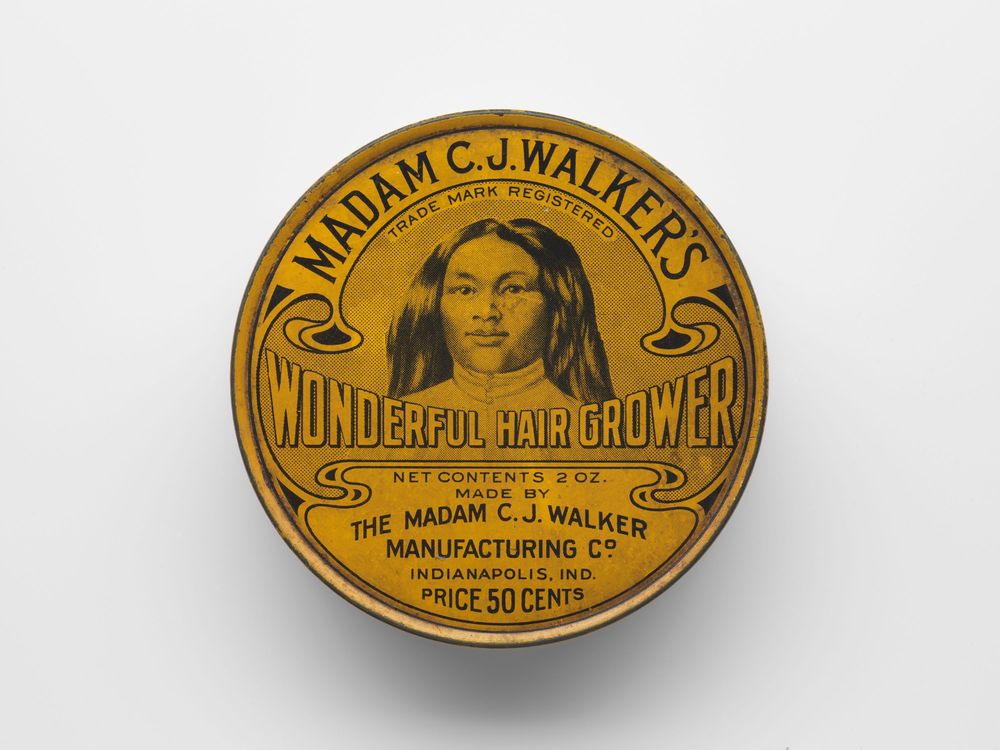 MADAM C.J. WALKER'S
TRADE MARK REGISTERED
WONDERFUL HAIR GROWER
NET CONTENTS 2 OZ.
MADE BY
THE MADAM C.J. WALKER
MANUFACTURING Cº
INDIANAPOLIS, IND.
PRICE 50 CENTS